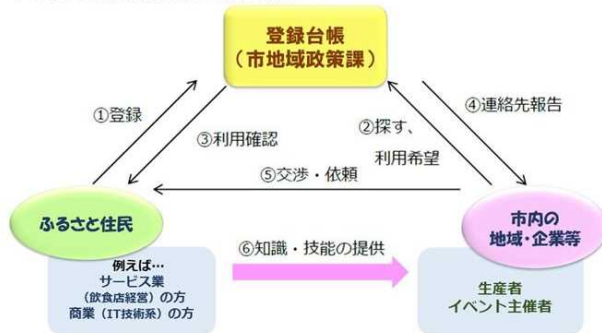 登録台帳
（市地域政策課）
①登録
③利用確認
②探す、
利用希望
④連絡先報告
⑤交渉・依頼
ふるさと住民
市内の
地域・企業等
⑥知識・技能の提供
例えば…
サービス業
（飲食店経営）の方
商業（IT技術系）の方
生産者
イベント主催者